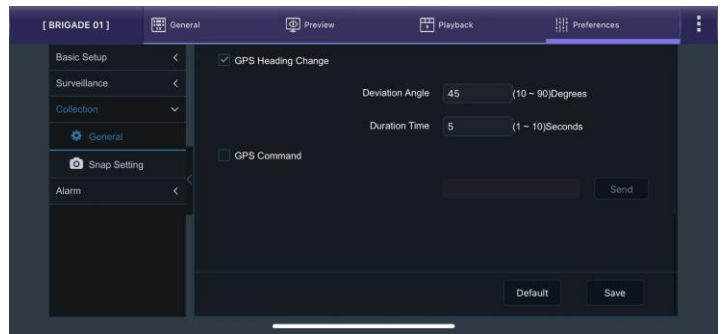 [ BRIGADE 01 ] General Preview Playback Preferences
Basic Setup
Surveillance
Collection
General
Snap Setting
Alarm
GPS Heading Change
Deviation Angle 45 (10 ~ 90)Degrees
Duration Time 5 (1 ~ 10)Seconds
GPS Command
Send
Default Save